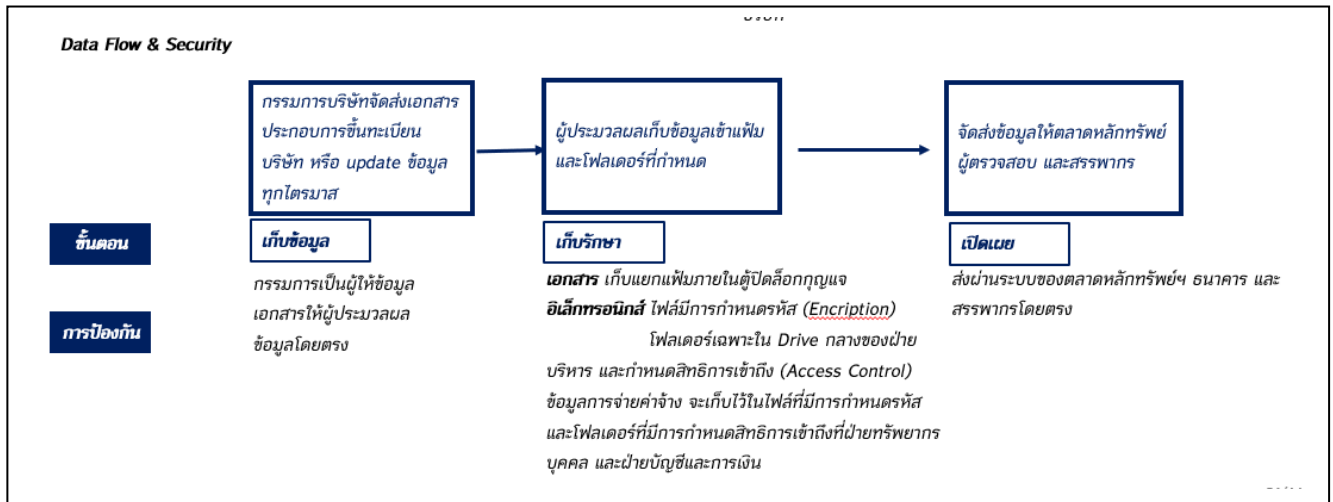 Data Flow & Security
กรรมการบริษัทจัดส่งเอกสาร
ประกอบการขึ้นทะเบียน
บริษัท หรือ update ข้อมูล
ทุกไตรมาส
ผู้ประมวลผลเก็บข้อมูลเข้าแฟ้ม
และโฟลเดอร์ที่กำหนด
จัดส่งข้อมูลให้ตลาดหลักทรัพย์
ผู้ตรวจสอบ และสรรพากร
ขั้นตอน
เก็บข้อมูล
เก็บรักษา
เปิดเผย
การป้องกัน
กรรมการเป็นผู้ให้ข้อมูล
เอกสารให้ผู้ประมวลผล
ข้อมูลโดยตรง
เอกสาร เก็บแยกแฟ้มภายในตู้ปิดล็อกกุญแจ
อิเล็กทรอนิกส์ ไฟล์มีการกำหนดรหัส (Encription)
โฟลเดอร์เฉพาะใน Drive กลางของฝ่าย
บริหาร และกำหนดสิทธิการเข้าถึง (Access Control)
ข้อมูลการจ่ายค่าจ้าง จะเก็บไว้ในไฟล์ที่มีการกำหนดรหัส
และโฟลเดอร์ที่มีการกำหนดสิทธิการเข้าถึงที่ฝ่ายทรัพยากร
บุคคล และฝ่ายบัญชีและการเงิน
ส่งผ่านระบบของตลาดหลักทรัพย์ฯ ธนาคาร และ
สรรพากรโดยตรง